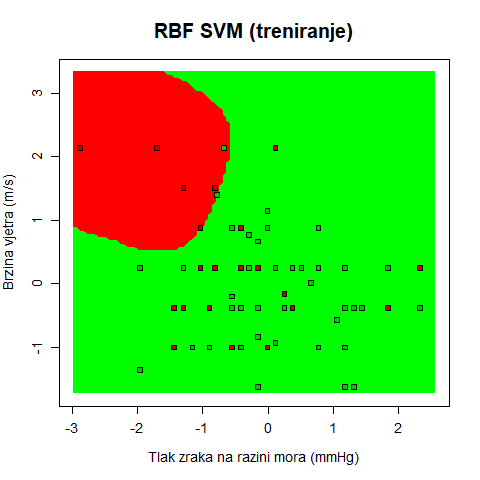 RBF SVM (treniranje)
Brzina vjetra (m/s)
3
2
1
0
-1
-3 -2 -1 0 1 2
Tlak zraka na razini mora (mmHg)